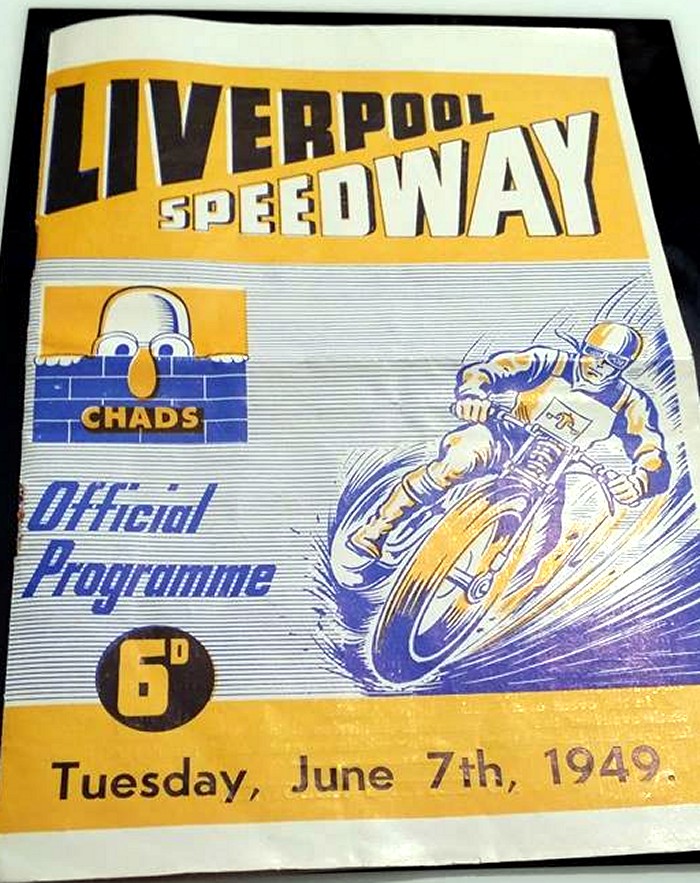 LIVERPOOL
SPEEDWAY
CHADS
Official
Programme
6D
Tuesday, June 7th, 1949.